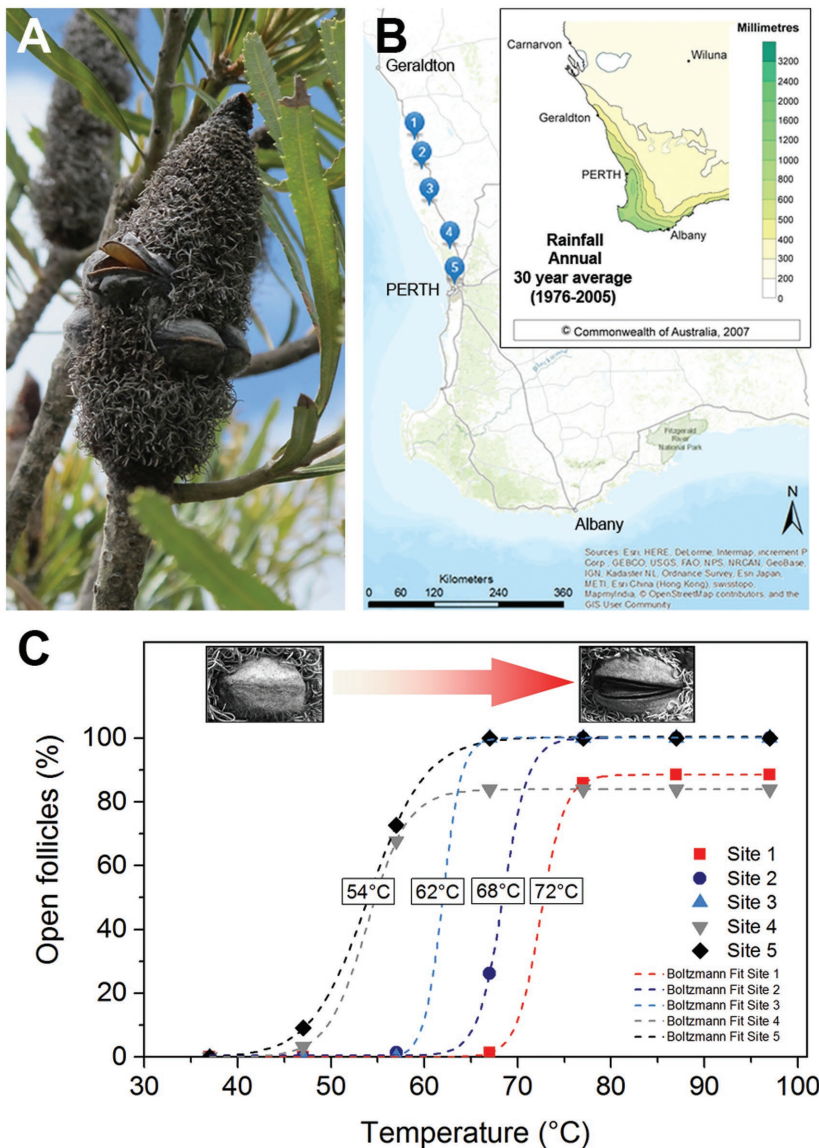 A
B
Geraldton
1
2
3
4
5
PERTH
Albany
Fitzgerald
River
National Park
N
Kilometers
0 60 120 240 360
Sources: Esri, HERE, DeLorme, Intermap, increment P
Corp., GEBCO, USGS, FAO, NPS, NRCAN, GeoBase,
IGN, Kadaster NL, Ordnance Survey, Esri Japan,
METI, Esri China (Hong Kong), swisstopo,
MapmyIndia, © OpenStreetMap contributors, and the
GIS User Community
Carnarvon
Wiluna
Geraldton
PERTH
Albany
Rainfall
Annual
30 year average
(1976-2005)
Millimetres
3200
2400
2000
1600
1000
800
600
500
400
300
200
0
© Commonwealth of Australia, 2007
C
Open follicles (%)
100
80
60
40
20
0
54°C
62°C
68°C
72°C
Site 1
Site 2
Site 3
Site 4
Site 5
Boltzmann Fit Site 1
Boltzmann Fit Site 2
Boltzmann Fit Site 3
Boltzmann Fit Site 4
Boltzmann Fit Site 5
30 40 50 60 70 80 90 100
Temperature (°C)